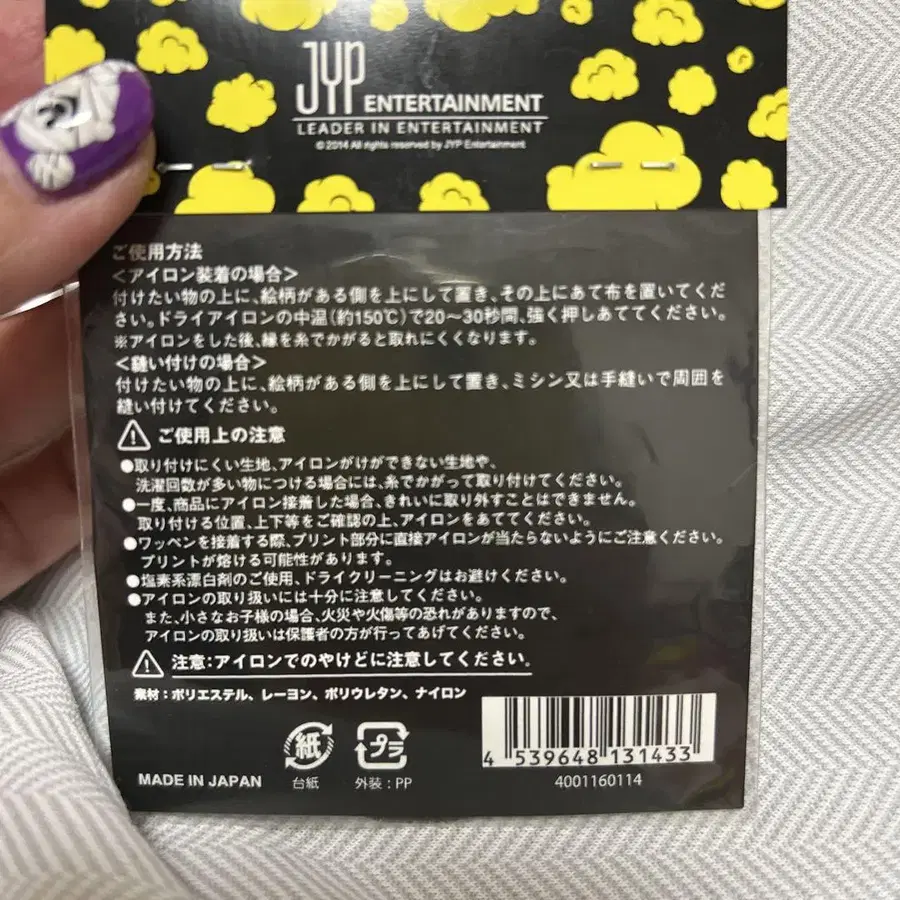 JYP ENTERTAINMENT
LEADER IN ENTERTAINMENT
© 2014 All rights reserved by JYP Entertainment
ご使用方法
<アイロン装着の場合>
付けたい物の上に、絵柄がある側を上にして置き、その上にあて布を置いてくだ
さい。ドライアイロンの中温(約150℃)で20〜30秒間、強く押しあててください。
※アイロンをした後、縁を糸でかがると取れにくくなります。
<縫い付けの場合>
付けたい物の上に、絵柄がある側を上にして置き、ミシン又は手縫いで周囲を
縫い付けてください。
ご使用上の注意
●取り付けにくい生地、アイロンがけができない生地や、
洗濯回数が多い物につける場合には、糸でかがって取り付けてください。
●一度、商品にアイロン接着した場合、きれいに取り外すことはできません。
取り付ける位置、上下等をご確認の上、アイロンをあててください。
●ワッペンを接着する際、プリント部分に直接アイロンが当たらないようにご注意ください。
プリントが熔ける可能性があります。
●塩素系漂白剤のご使用、ドライクリーニングはお避けください。
●アイロンの取り扱いには十分に注意してください。
また、小さなお子様の場合、火災や火傷等の恐れがありますので、
アイロンの取り扱いは保護者の方が行ってあげてください。
注意:アイロンでのやけどに注意してください。
素材:ポリエステル、レーヨン、ポリウレタン、ナイロン
MADE IN JAPAN
紙
台紙
プラ
外装:PP
4 539648 131433
4001160114